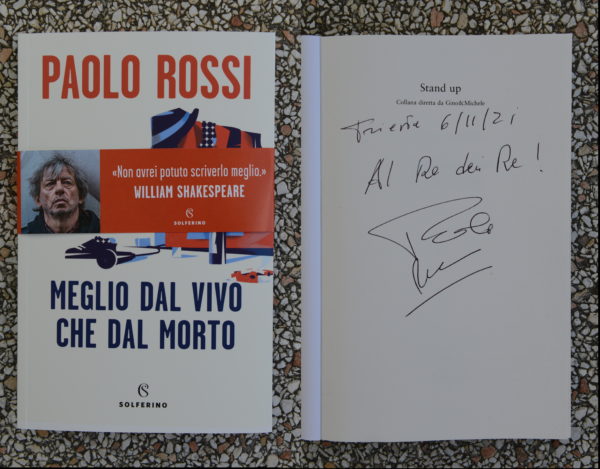 PAOLO ROSSI
«Non avrei potuto scriverlo meglio.»
WILLIAM SHAKESPEARE
SOLFERINO
MEGLIO DAL VIVO
CHE DAL MORTO
SOLFERINO
Stand up
Collana diretta da Gino&Michele
Trieste 6/11/21
Al Re dei Re!
Paolo